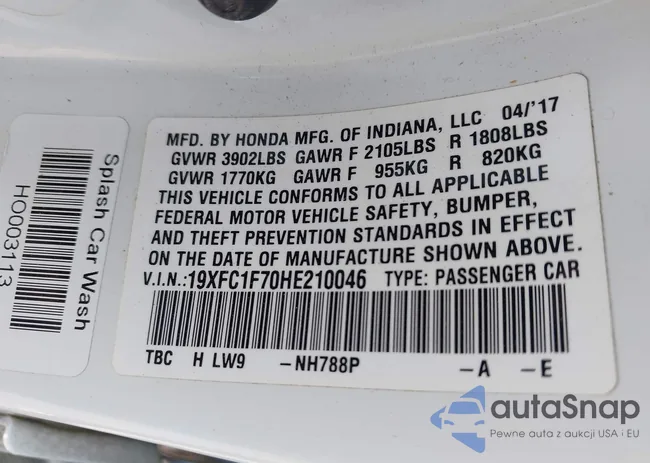 MFD. BY HONDA MFG. OF INDIANA, LLC 04/'17
GVWR 3902LBS GAWR F 2105LBS R 1808LBS
GVWR 1770KG GAWR F 955KG R 820KG
THIS VEHICLE CONFORMS TO ALL APPLICABLE
FEDERAL MOTOR VEHICLE SAFETY, BUMPER,
AND THEFT PREVENTION STANDARDS IN EFFECT
ON THE DATE OF MANUFACTURE SHOWN ABOVE.
V.I.N.:19XFC1F70HE210046 TYPE: PASSENGER CAR
TBC H LW9 -NH788P -A -E
Splash Car Wash
HO0003113
autaSnap
Pewne auta z aukcji USA i EU